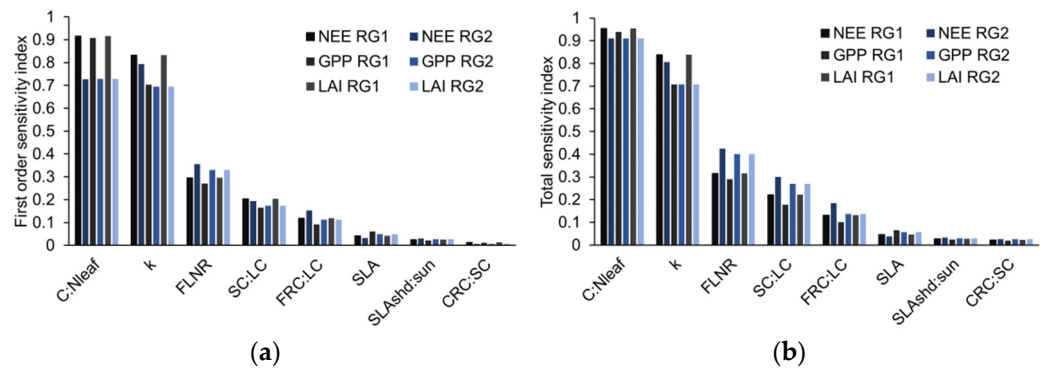 First order sensitivity index
1
0.9
0.8
0.7
0.6
0.5
0.4
0.3
0.2
0.1
0
NEE RG1 NEE RG2
GPP RG1 GPP RG2
LAI RG1 LAI RG2
C:Nleaf
k
FLNR
SC:LC
FRC:LC
SLA
SLAshd:sun
CRC:SC
(a)
Total sensitivity index
1
0.9
0.8
0.7
0.6
0.5
0.4
0.3
0.2
0.1
0
NEE RG1 NEE RG2
GPP RG1 GPP RG2
LAI RG1 LAI RG2
C:Nleaf
k
FLNR
SC:LC
FRC:LC
SLA
SLAshd:sun
CRC:SC
(b)